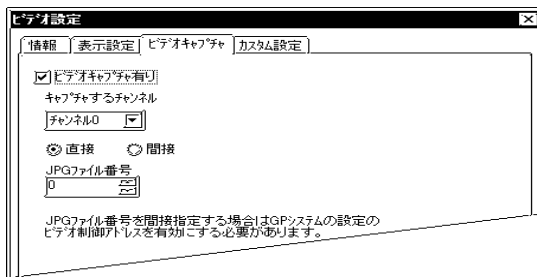 ビデオ設定
情報 表示設定 ビデオキャプチャ カスタム設定
ビデオキャプチャ有り
キャプチャするチャンネル
チャンネル0
直接 間接
JPGファイル番号
0
JPGファイル番号を間接指定する場合はGPシステムの設定の
ビデオ制御アドレスを有効にする必要があります。